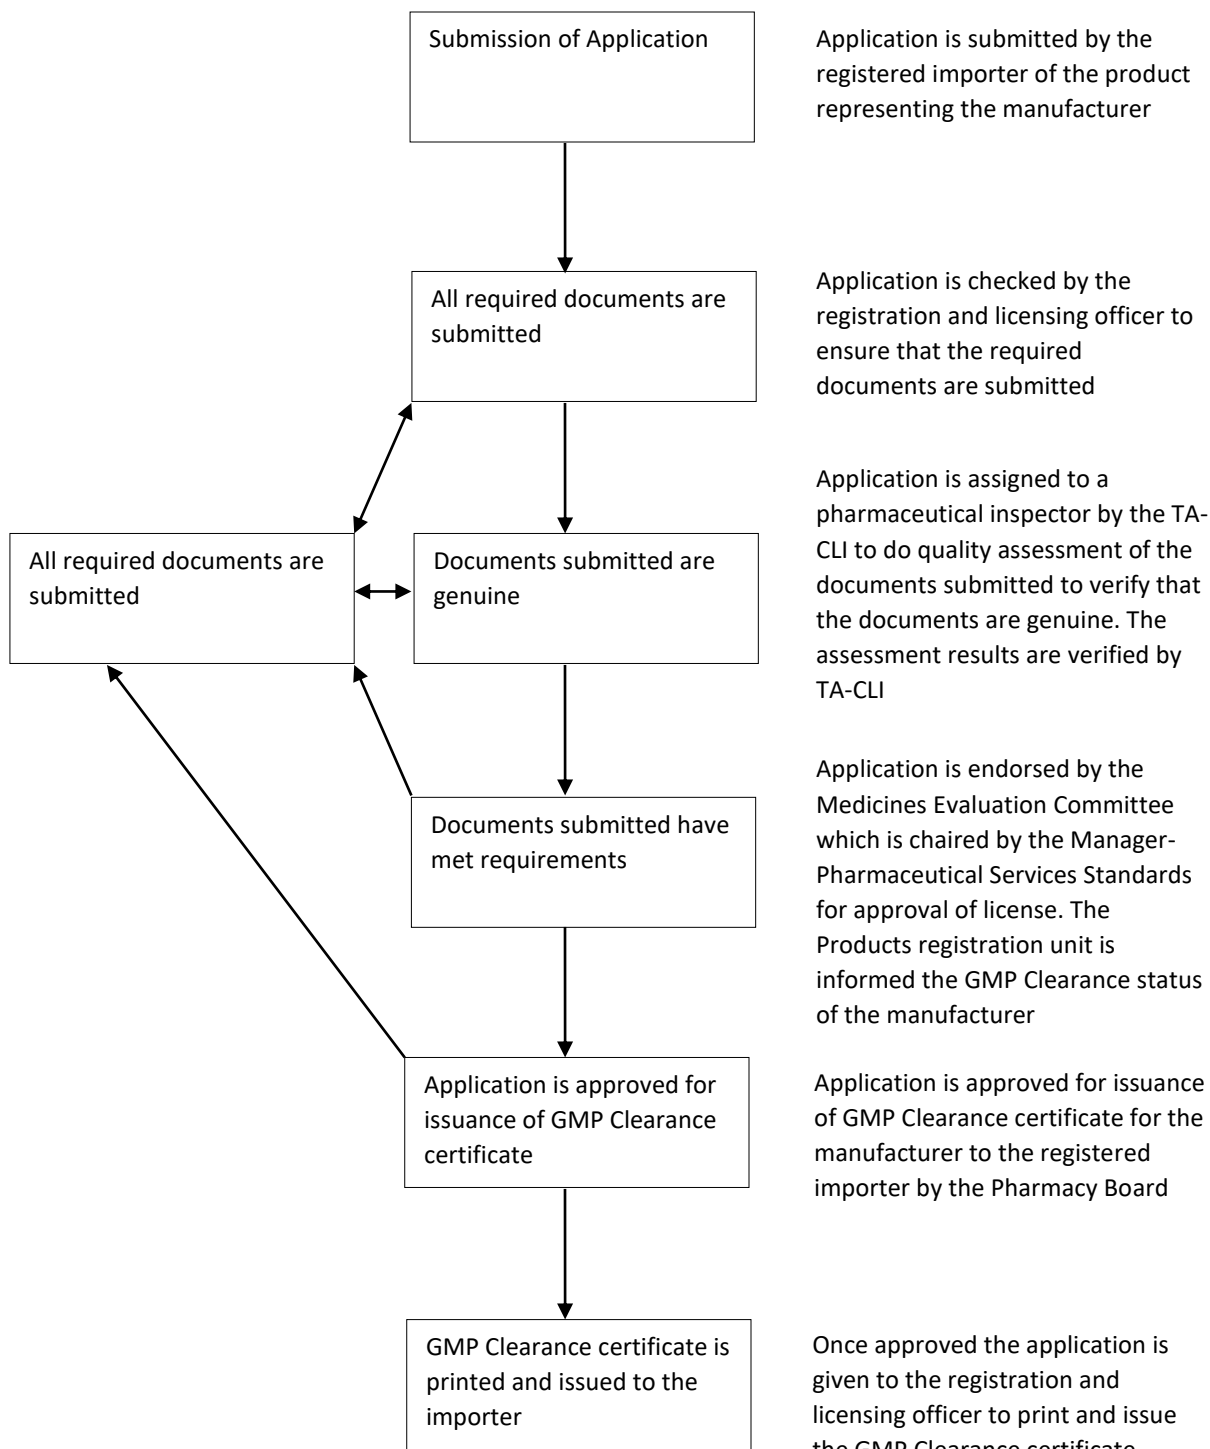 Submission of Application
Application is submitted by the
registered importer of the product
representing the manufacturer
All required documents are
submitted
Application is checked by the
registration and licensing officer to
ensure that the required
documents are submitted
All required documents are
submitted
Documents submitted are
genuine
Application is assigned to a
pharmaceutical inspector by the TA-
CLI to do quality assessment of the
documents submitted to verify that
the documents are genuine. The
assessment results are verified by
TA-CLI
Documents submitted have
met requirements
Application is endorsed by the
Medicines Evaluation Committee
which is chaired by the Manager-
Pharmaceutical Services Standards
for approval of license. The
Products registration unit is
informed the GMP Clearance status
of the manufacturer
Application is approved for
issuance of GMP Clearance
certificate
Application is approved for issuance
of GMP Clearance certificate for the
manufacturer to the registered
importer by the Pharmacy Board
GMP Clearance certificate is
printed and issued to the
importer
Once approved the application is
given to the registration and
licensing officer to print and issue
the GMP Clearance certificate